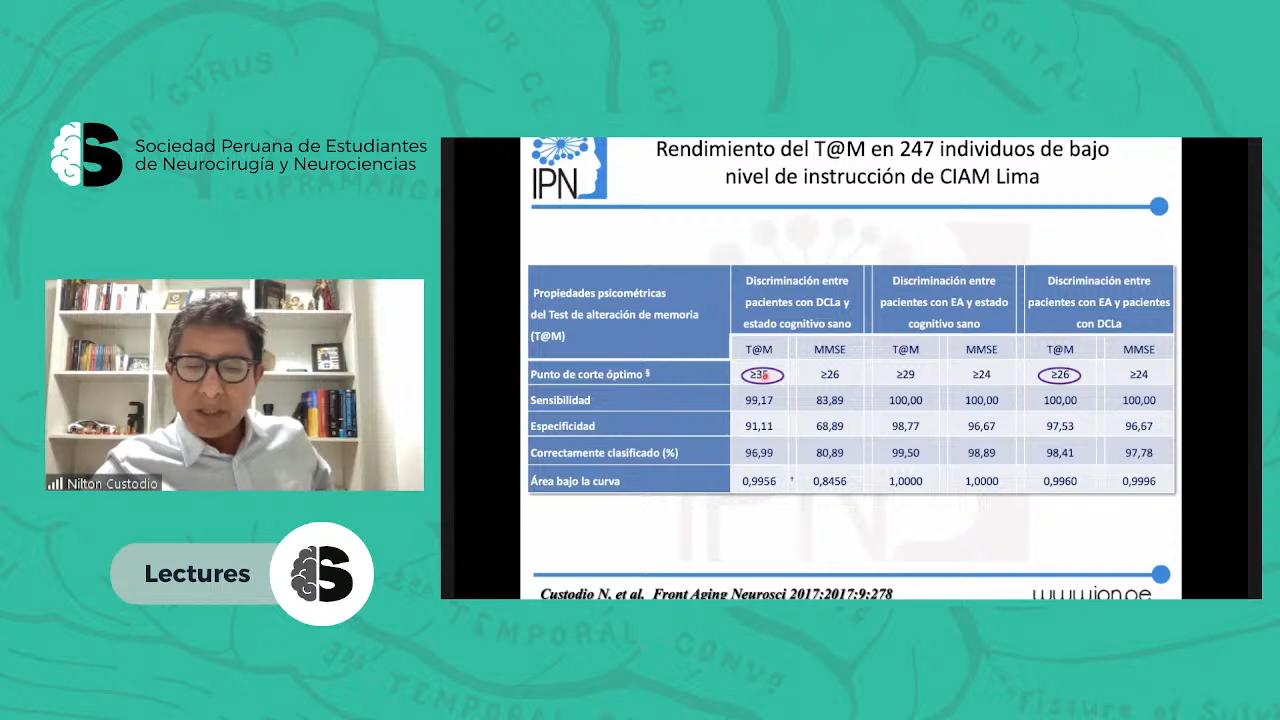 Sociedad Peruana de Estudiantes
de Neurocirugía y Neurociencias
Nilton Custodio
Lectures
IPN
Rendimiento del T@M en 247 individuos de bajo
nivel de instrucción de CIAM Lima
Propiedades psicométricas
del Test de alteración de memoria
(T@M)
Discriminación entre
pacientes con DCLa y
estado cognitivo sano
Discriminación entre
pacientes con EA y estado
cognitivo sano
Discriminación entre
pacientes con EA y pacientes
con DCLa
T@M MMSE T@M MMSE T@M MMSE
Punto de corte óptimo § ≥26 ≥29 ≥24 ≥26 ≥24
Sensibilidad 99,17 83,89 100,00 100,00 100,00 100,00
Especificidad 91,11 68,89 98,77 96,67 97,53 96,67
Correctamente clasificado (%) 96,99 80,89 99,50 98,89 98,41 97,78
Área bajo la curva 0,9956 † 0,8456 1,0000 1,0000 0,9960 0,9996
Custodio N, et al. Front Aging Neurosci 2017;2017;9;278
GYRUS
SUPRAMARG
FRONTAL
TEMPORAL
TEMPORAL
CONV